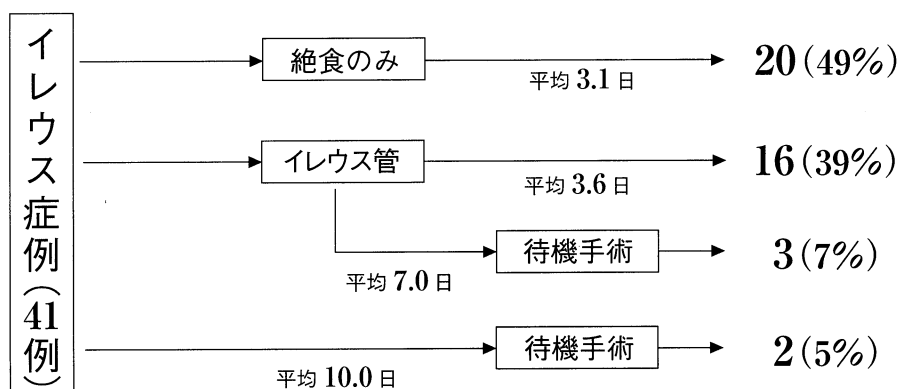 イレウス症例(41例)
絶食のみ
平均 3.1 日
20(49%)
イレウス管
平均 3.6 日
16(39%)
平均 7.0 日
待機手術
3(7%)
平均 10.0 日
待機手術
2(5%)